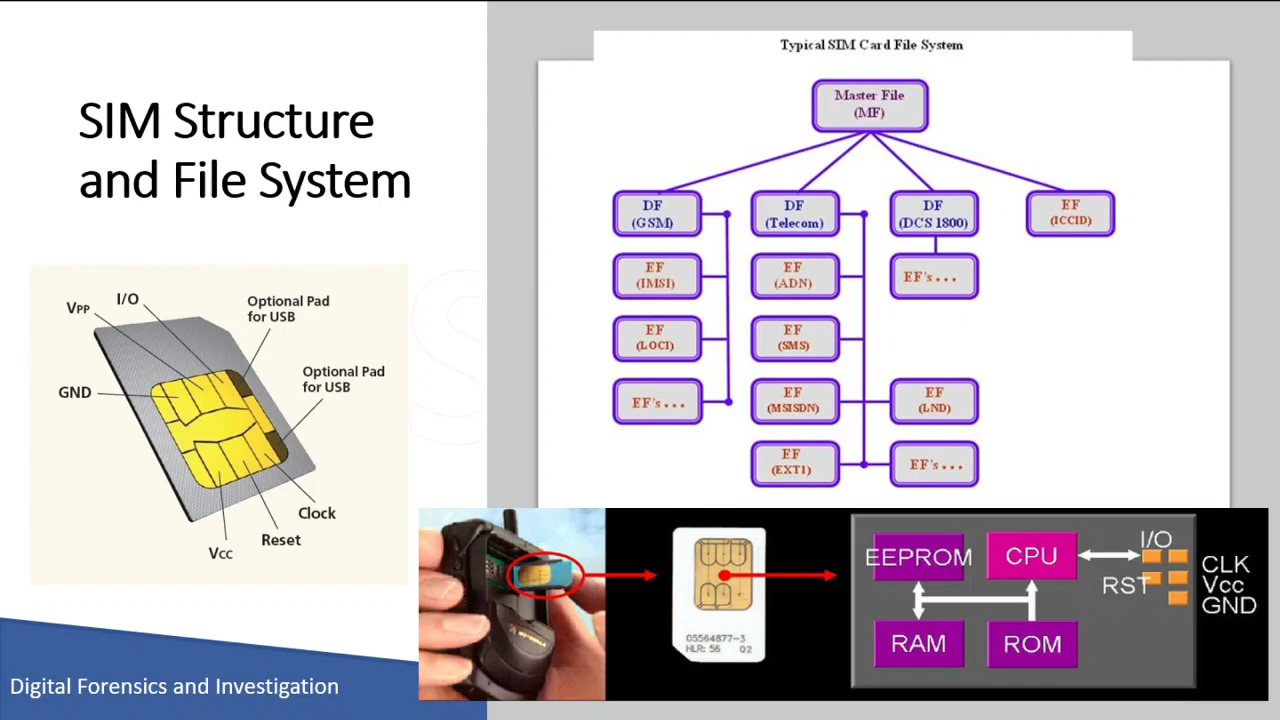 SIM Structure
and File System
VPP
I/O
Optional Pad
for USB
Optional Pad
for USB
GND
Clock
Reset
Vcc
Digital Forensics and Investigation
Typical SIM Card File System
Master File
(MF)
DF
(GSM)
DF
(Telecom)
DF
(DCS 1800)
EF
(ICCID)
EF
(IMSI)
EF
(ADN)
EF's...
EF
(LOCI)
EF
(SMS)
EF's...
EF
(MSISDN)
EF
(LND)
EF
(EXT1)
EF's...
05564877-3
HLR: 56 Q2
EEPROM
CPU
I/O
RST
CLK
Vcc
GND
RAM
ROM